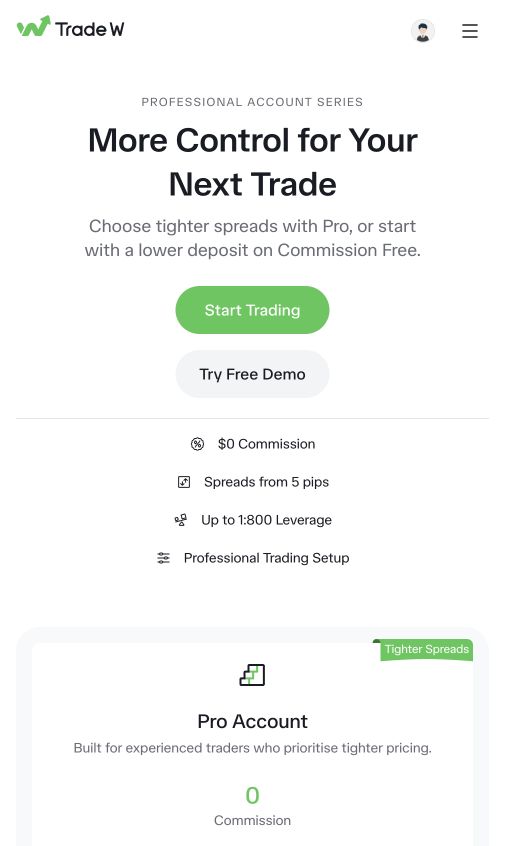 Trade W
PROFESSIONAL ACCOUNT SERIES
More Control for Your
Next Trade
Choose tighter spreads with Pro, or start
with a lower deposit on Commission Free.
Start Trading
Try Free Demo
$0 Commission
Spreads from 5 pips
Up to 1:800 Leverage
Professional Trading Setup
Tighter Spreads
Pro Account
Built for experienced traders who prioritise tighter pricing.
0
Commission